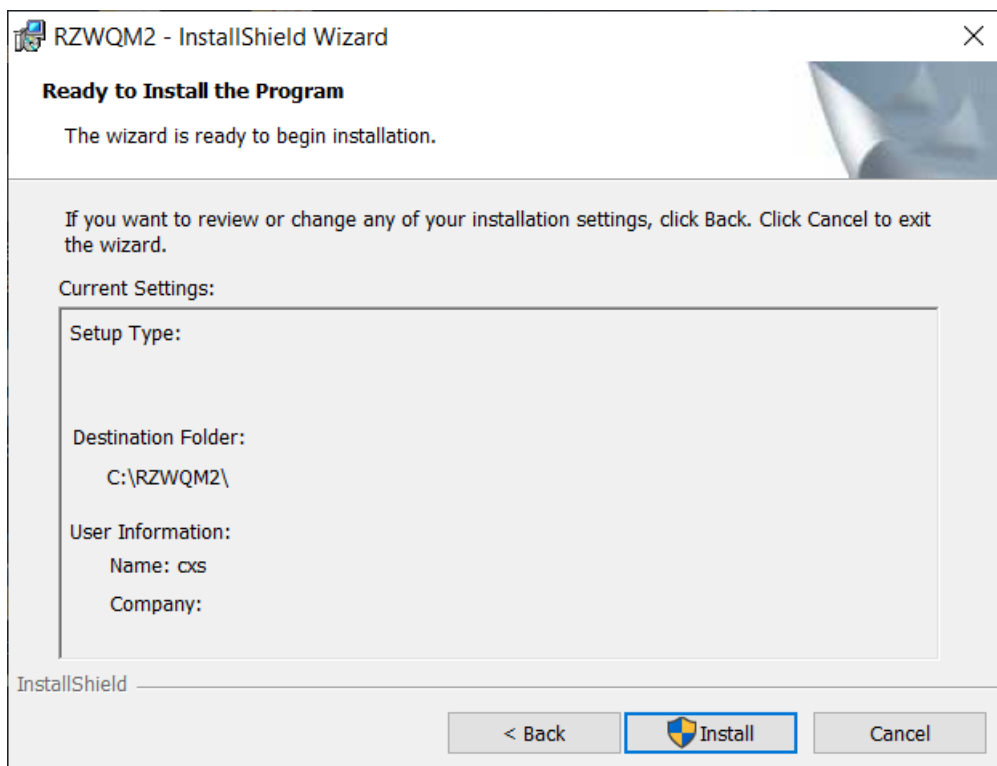 RZWQM2 - InstallShield Wizard
Ready to Install the Program
The wizard is ready to begin installation.
If you want to review or change any of your installation settings, click Back. Click Cancel to exit
the wizard.
Current Settings:
Setup Type:
Destination Folder:
C:\RZWQM2\
User Information:
Name: cxs
Company:
InstallShield
< Back
Install
Cancel